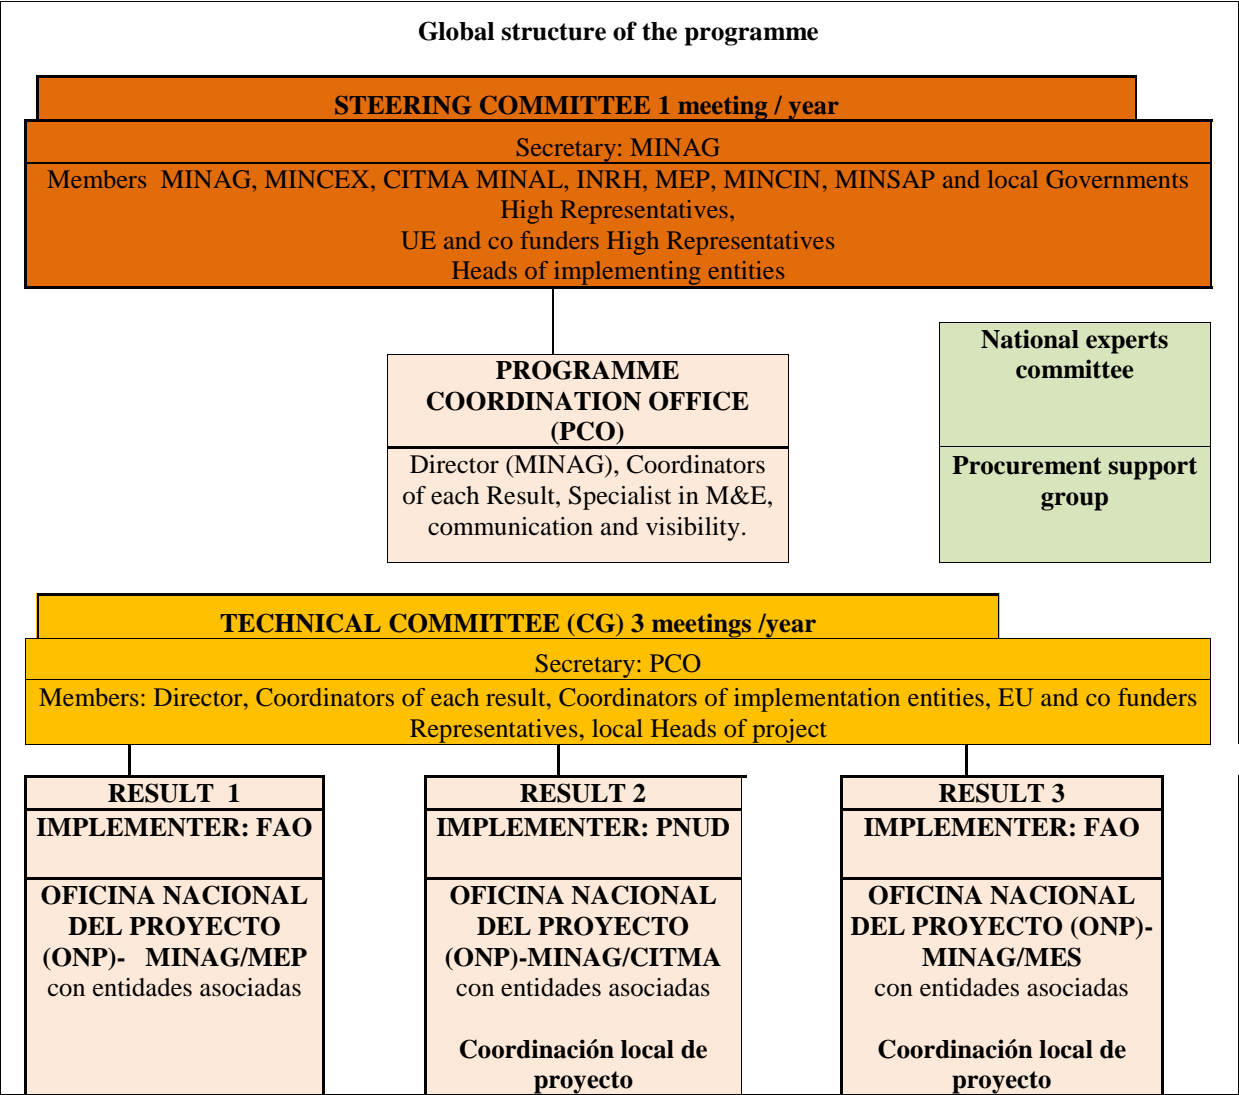 Global structure of the programme
STEERING COMMITTEE 1 meeting / year
Secretary: MINAG
Members  MINAG, MINCEX, CITMA MINAL, INRH, MEP, MINCIN, MINSAP and local Governments
High Representatives,
UE and co funders High Representatives
Heads of implementing entities
PROGRAMME
COORDINATION OFFICE
(PCO)
Director (MINAG), Coordinators
of each Result, Specialist in M&E,
communication and visibility.
National experts
committee
Procurement support
group
TECHNICAL COMMITTEE (CG) 3 meetings /year
Secretary: PCO
Members: Director, Coordinators of each result, Coordinators of implementation entities, EU and co funders
Representatives, local Heads of project
RESULT  1
IMPLEMENTER: FAO
OFICINA NACIONAL
DEL PROYECTO
(ONP)-   MINAG/MEP
con entidades asociadas
RESULT 2
IMPLEMENTER: PNUD
OFICINA NACIONAL
DEL PROYECTO
(ONP)-MINAG/CITMA
con entidades asociadas
Coordinación local de
proyecto
RESULT 3
IMPLEMENTER: FAO
OFICINA NACIONAL
DEL PROYECTO (ONP)-
MINAG/MES
con entidades asociadas
Coordinación local de
proyecto